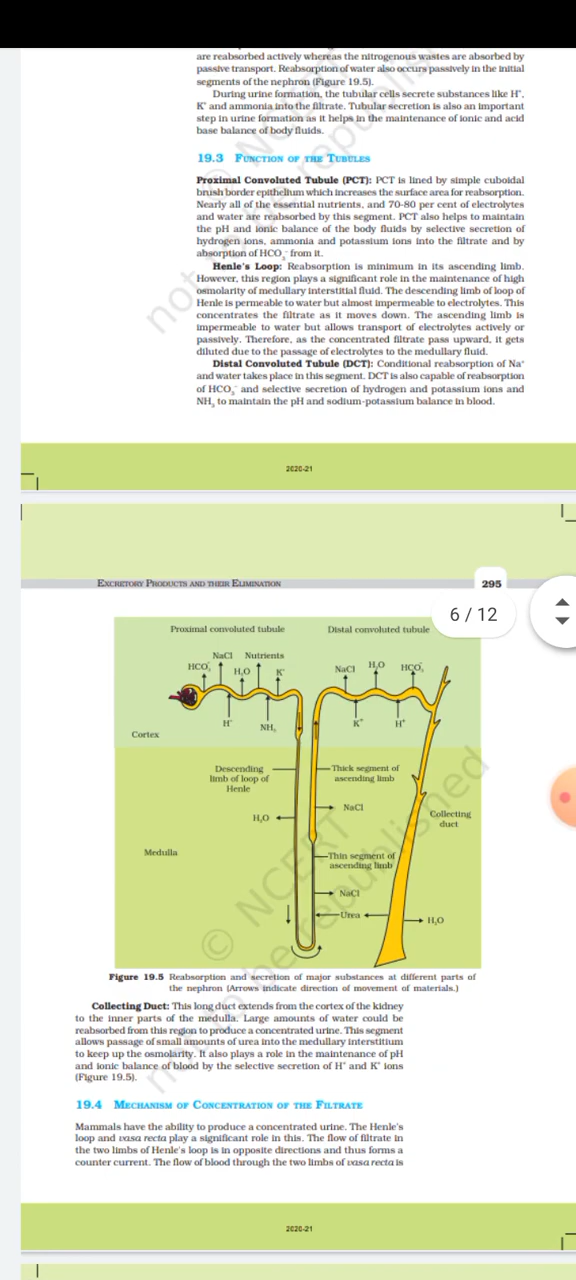 are reabsorbed actively whereas the nitrogenous wastes are absorbed by
passive transport. Reabsorption of water also occurs passively in the initial
segments of the nephron (Figure 19.5).
During urine formation, the tubular cells secrete substances like H⁺,
K⁺ and ammonia into the filtrate. Tubular secretion is also an important
step in urine formation as it helps in the maintenance of ionic and acid
base balance of body fluids.
19.3 FUNCTION OF THE TUBULES
Proximal Convoluted Tubule (PCT): PCT is lined by simple cuboidal
brush border epithelium which increases the surface area for reabsorption.
Nearly all of the essential nutrients, and 70-80 per cent of electrolytes
and water are reabsorbed by this segment. PCT also helps to maintain
the pH and ionic balance of the body fluids by selective secretion of
hydrogen ions, ammonia and potassium ions into the filtrate and by
absorption of HCO₃⁻ from it.
Henle's Loop: Reabsorption is minimum in its ascending limb.
However, this region plays a significant role in the maintenance of high
osmolarity of medullary interstitial fluid. The descending limb of loop of
Henle is permeable to water but almost impermeable to electrolytes. This
concentrates the filtrate as it moves down. The ascending limb is
impermeable to water but allows transport of electrolytes actively or
passively. Therefore, as the concentrated filtrate pass upward, it gets
diluted due to the passage of electrolytes to the medullary fluid.
Distal Convoluted Tubule (DCT): Conditional reabsorption of Na⁺
and water takes place in this segment. DCT is also capable of reabsorption
of HCO₃⁻ and selective secretion of hydrogen and potassium ions and
NH₃ to maintain the pH and sodium-potassium balance in blood.
2020-21
EXCRETORY PRODUCTS AND THEIR ELIMINATION 295
6 / 12
Proximal convoluted tubule Distal convoluted tubule
NaCl Nutrients
HCO₃⁻ H₂O K⁺
NaCl H₂O HCO₃⁻
H⁺ NH₃ K⁺ H⁺
Cortex
Descending
limb of loop of
Henle
Thick segment of
ascending limb
NaCl
H₂O
Collecting
duct
Medulla
Thin segment of
ascending limb
NaCl
Urea
H₂O
© NCERT
not to be republished
Figure 19.5 Reabsorption and secretion of major substances at different parts of
the nephron (Arrows indicate direction of movement of materials.)
Collecting Duct: This long duct extends from the cortex of the kidney
to the inner parts of the medulla. Large amounts of water could be
reabsorbed from this region to produce a concentrated urine. This segment
allows passage of small amounts of urea into the medullary interstitium
to keep up the osmolarity. It also plays a role in the maintenance of pH
and ionic balance of blood by the selective secretion of H⁺ and K⁺ ions
(Figure 19.5).
19.4 MECHANISM OF CONCENTRATION OF THE FILTRATE
Mammals have the ability to produce a concentrated urine. The Henle's
loop and vasa recta play a significant role in this. The flow of filtrate in
the two limbs of Henle's loop is in opposite directions and thus forms a
counter current. The flow of blood through the two limbs of vasa recta is
2020-21